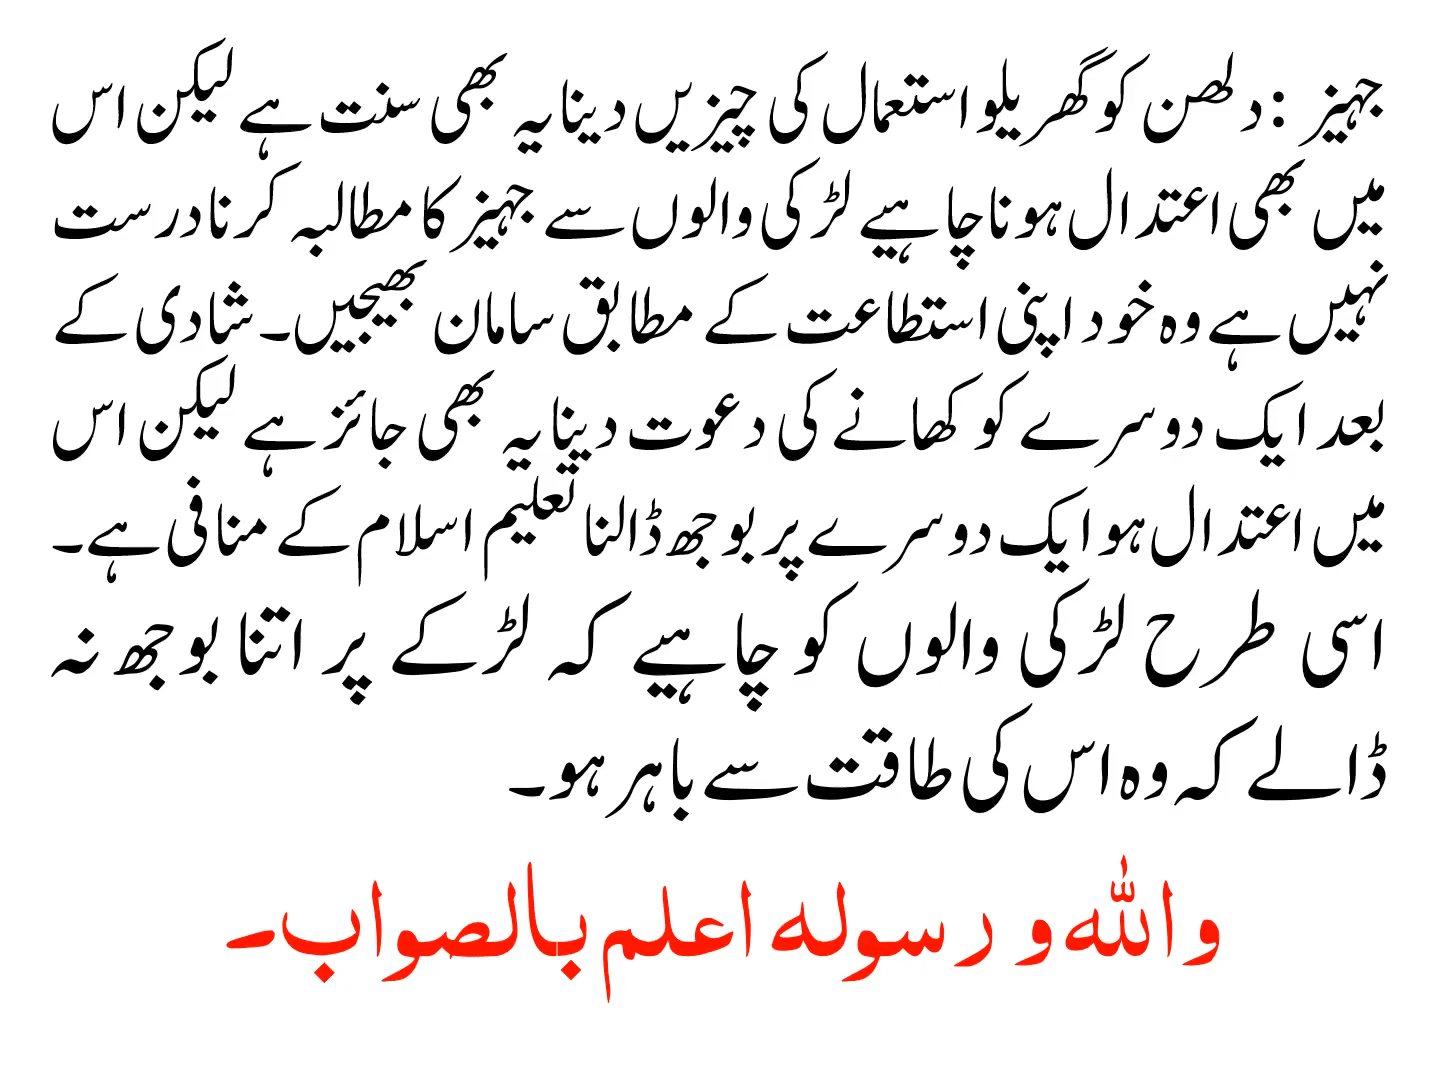 جہیز : دلھن کو گھریلو استعمال کی چیزیں دینا یہ بھی سنت ہے لیکن اس
میں بھی اعتدال ہونا چاہیے لڑکی والوں سے جہیز کا مطالبہ کرنا درست
نہیں ہے وہ خود اپنی استطاعت کے مطابق سامان بھیجیں۔ شادی کے
بعد ایک دوسرے کو کھانے کی دعوت دینا یہ بھی جائز ہے لیکن اس
میں اعتدال ہو ایک دوسرے پر بوجھ ڈالنا تعلیم اسلام کے منافی ہے۔
اسی طرح لڑکی والوں کو چاہیے کہ لڑکے پر اتنا بوجھ نہ
ڈالے کہ وہ اس کی طاقت سے باہر ہو۔
واللہ و رسولہ اعلم بالصواب۔